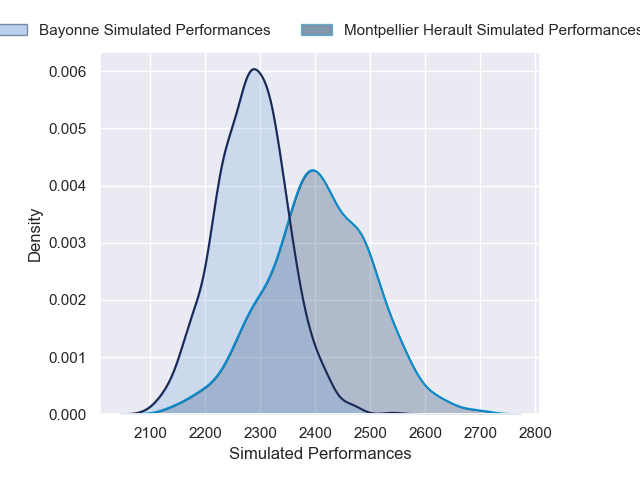 Bayonne Simulated Performances
Montpellier Herault Simulated Performances
0.006
0.005
0.004
0.003
0.002
0.001
0.000
Density
2100 2200 2300 2400 2500 2600 2700 2800
Simulated Performances